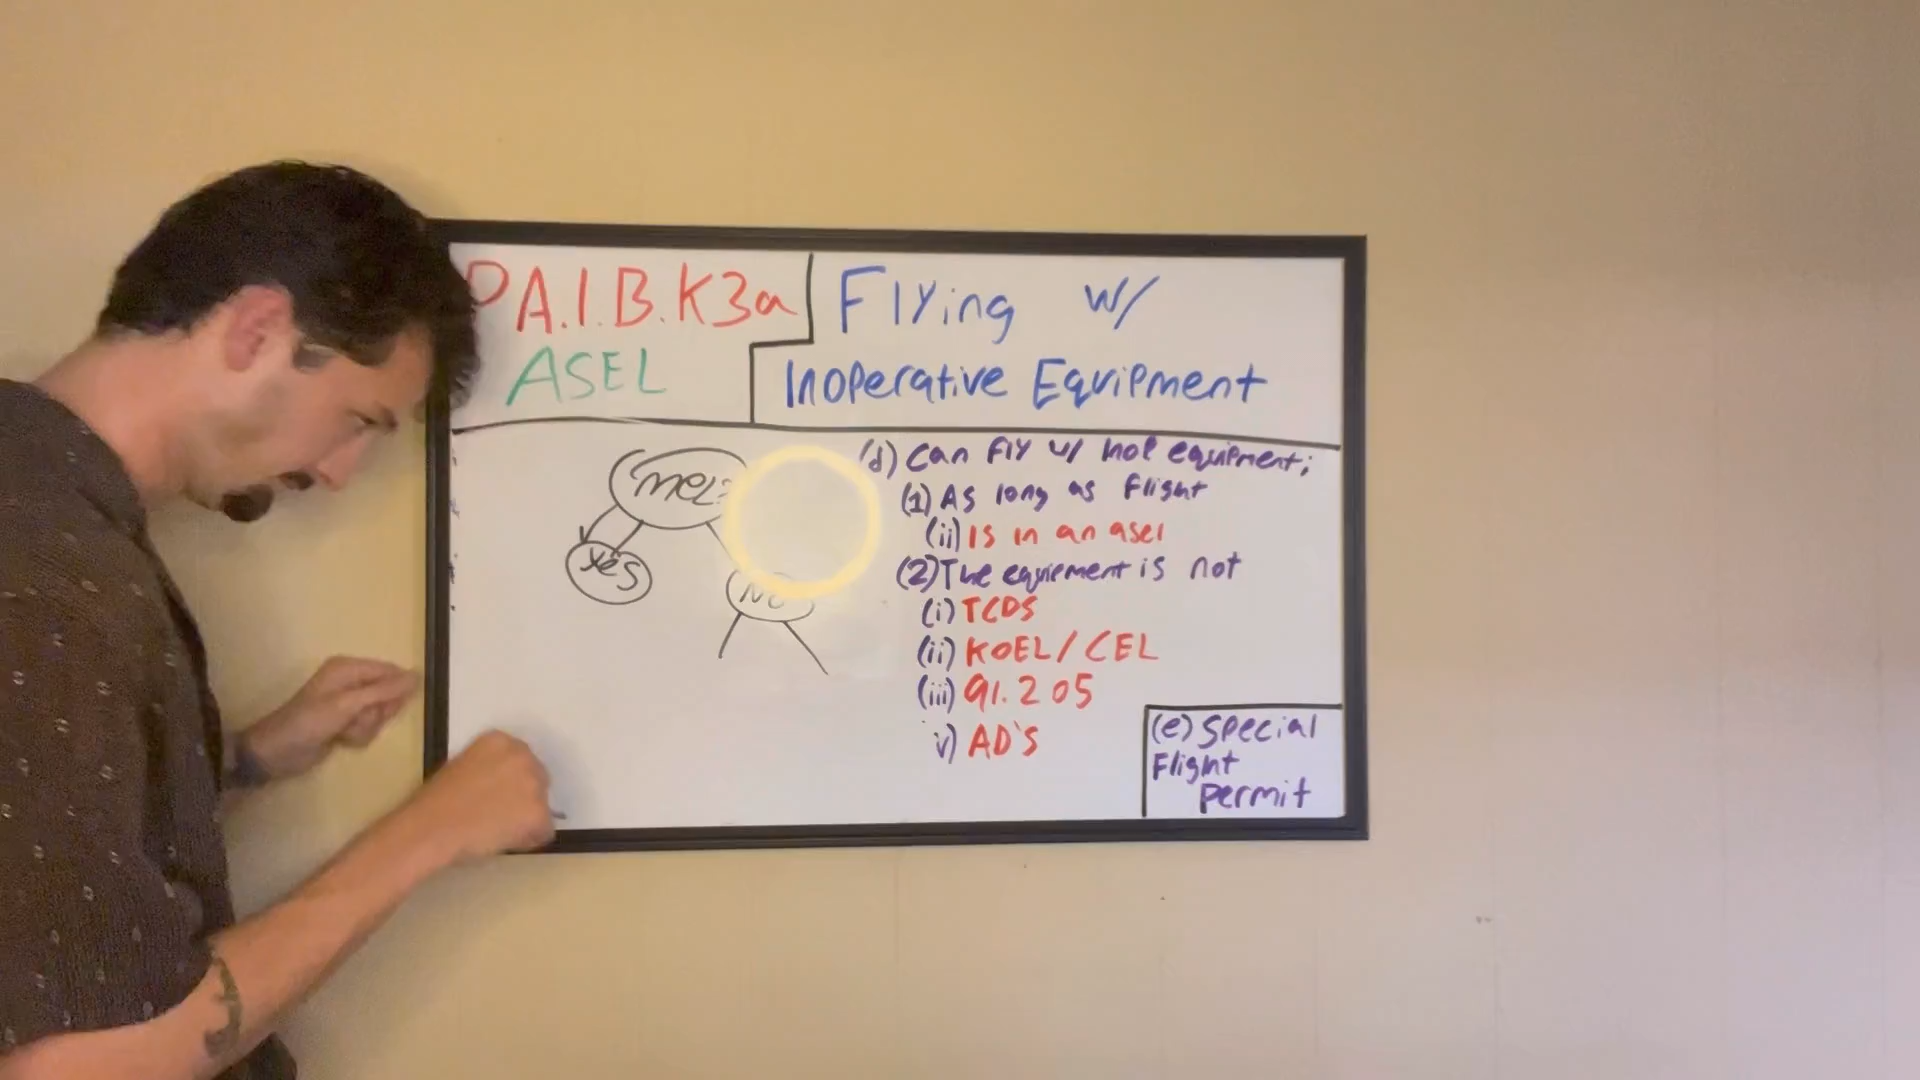 PA.I.B.K3a
ASEL
Flying w/
Inoperative Equipment
MEL?
Yes
No
(d) Can Fly w/ inop equipment;
(1) As long as flight
(ii) Is in an asel
(2) The equipment is not
(i) TCDS
(ii) KOEL/CEL
(iii) 91.205
v) AD's
(e) Special
Flight
Permit